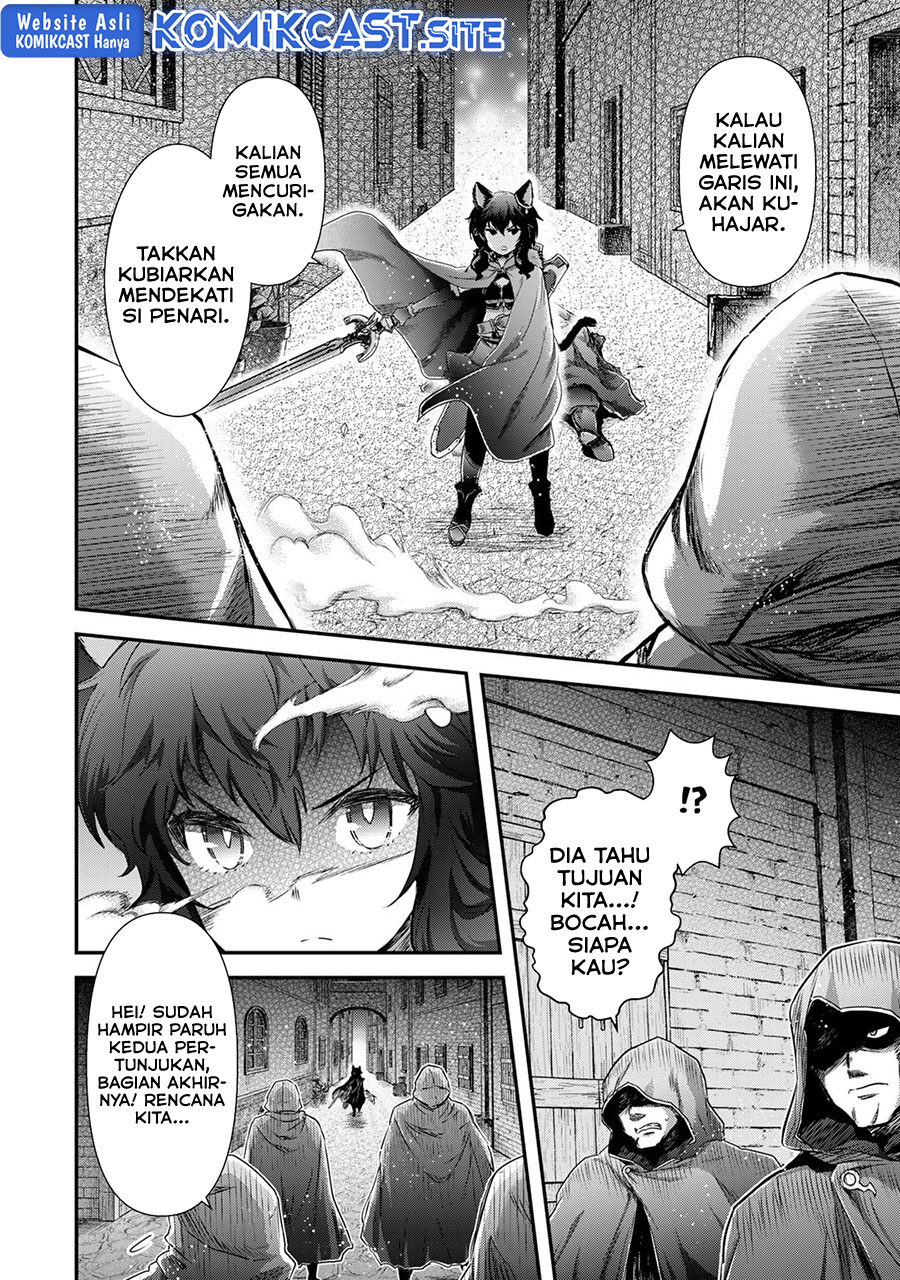 Website Asli
KOMIKCAST Hanya
KOMIKCAST.SITE
KALAU
KALIAN
MELEWATI
GARIS INI,
AKAN KU-
HAJAR.
KALIAN
SEMUA
MENCURI-
GAKAN.
TAKKAN
KUBIARKAN
MENDEKATI
SI PENARI.
!?
DIA TAHU
TUJUAN
KITA...!
BOCAH...
SIAPA
KAU?
HEI! SUDAH
HAMPIR PARUH
KEDUA PER-
TUNJUKAN,
BAGIAN AKHIR-
NYA! RENCANA
KITA...